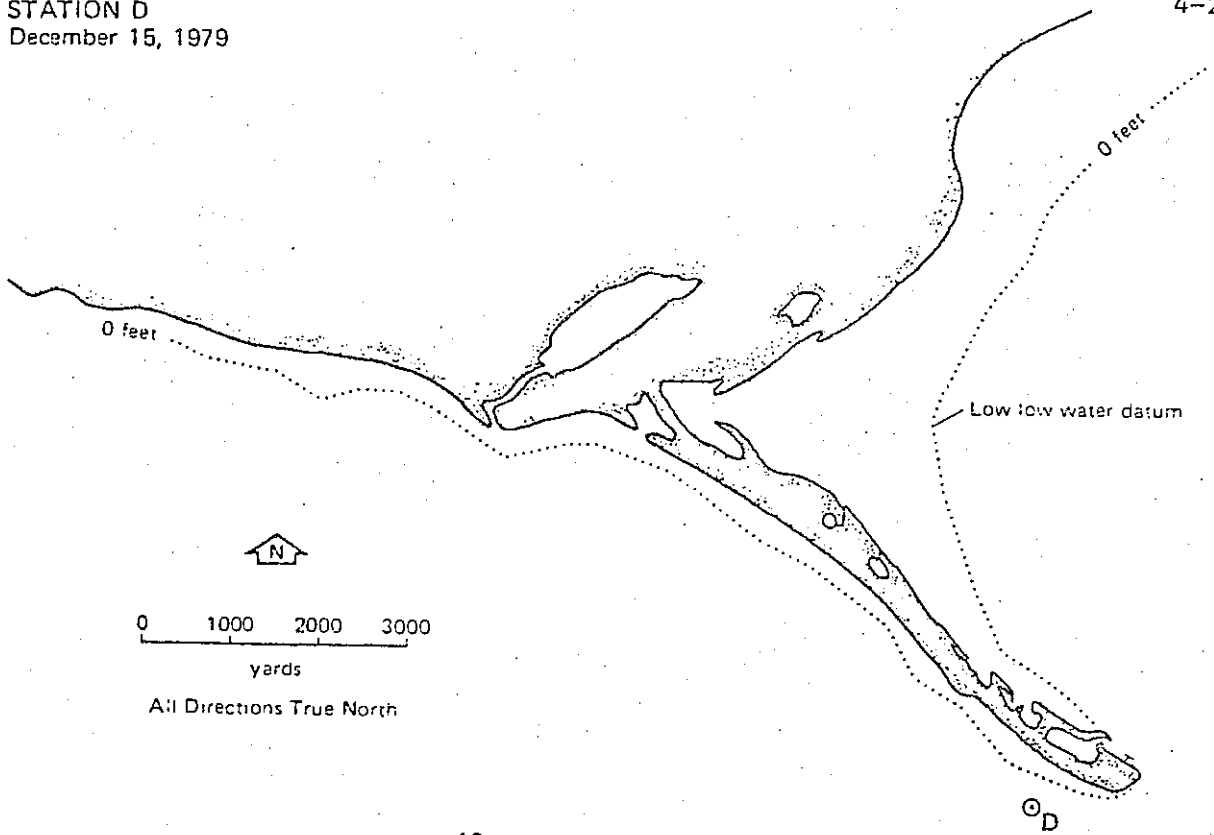 STATION D
4-2
December 15, 1979
0 feet
0 feet
Low low water datum
N
0 1000 2000 3000
yards
All Directions True North
D